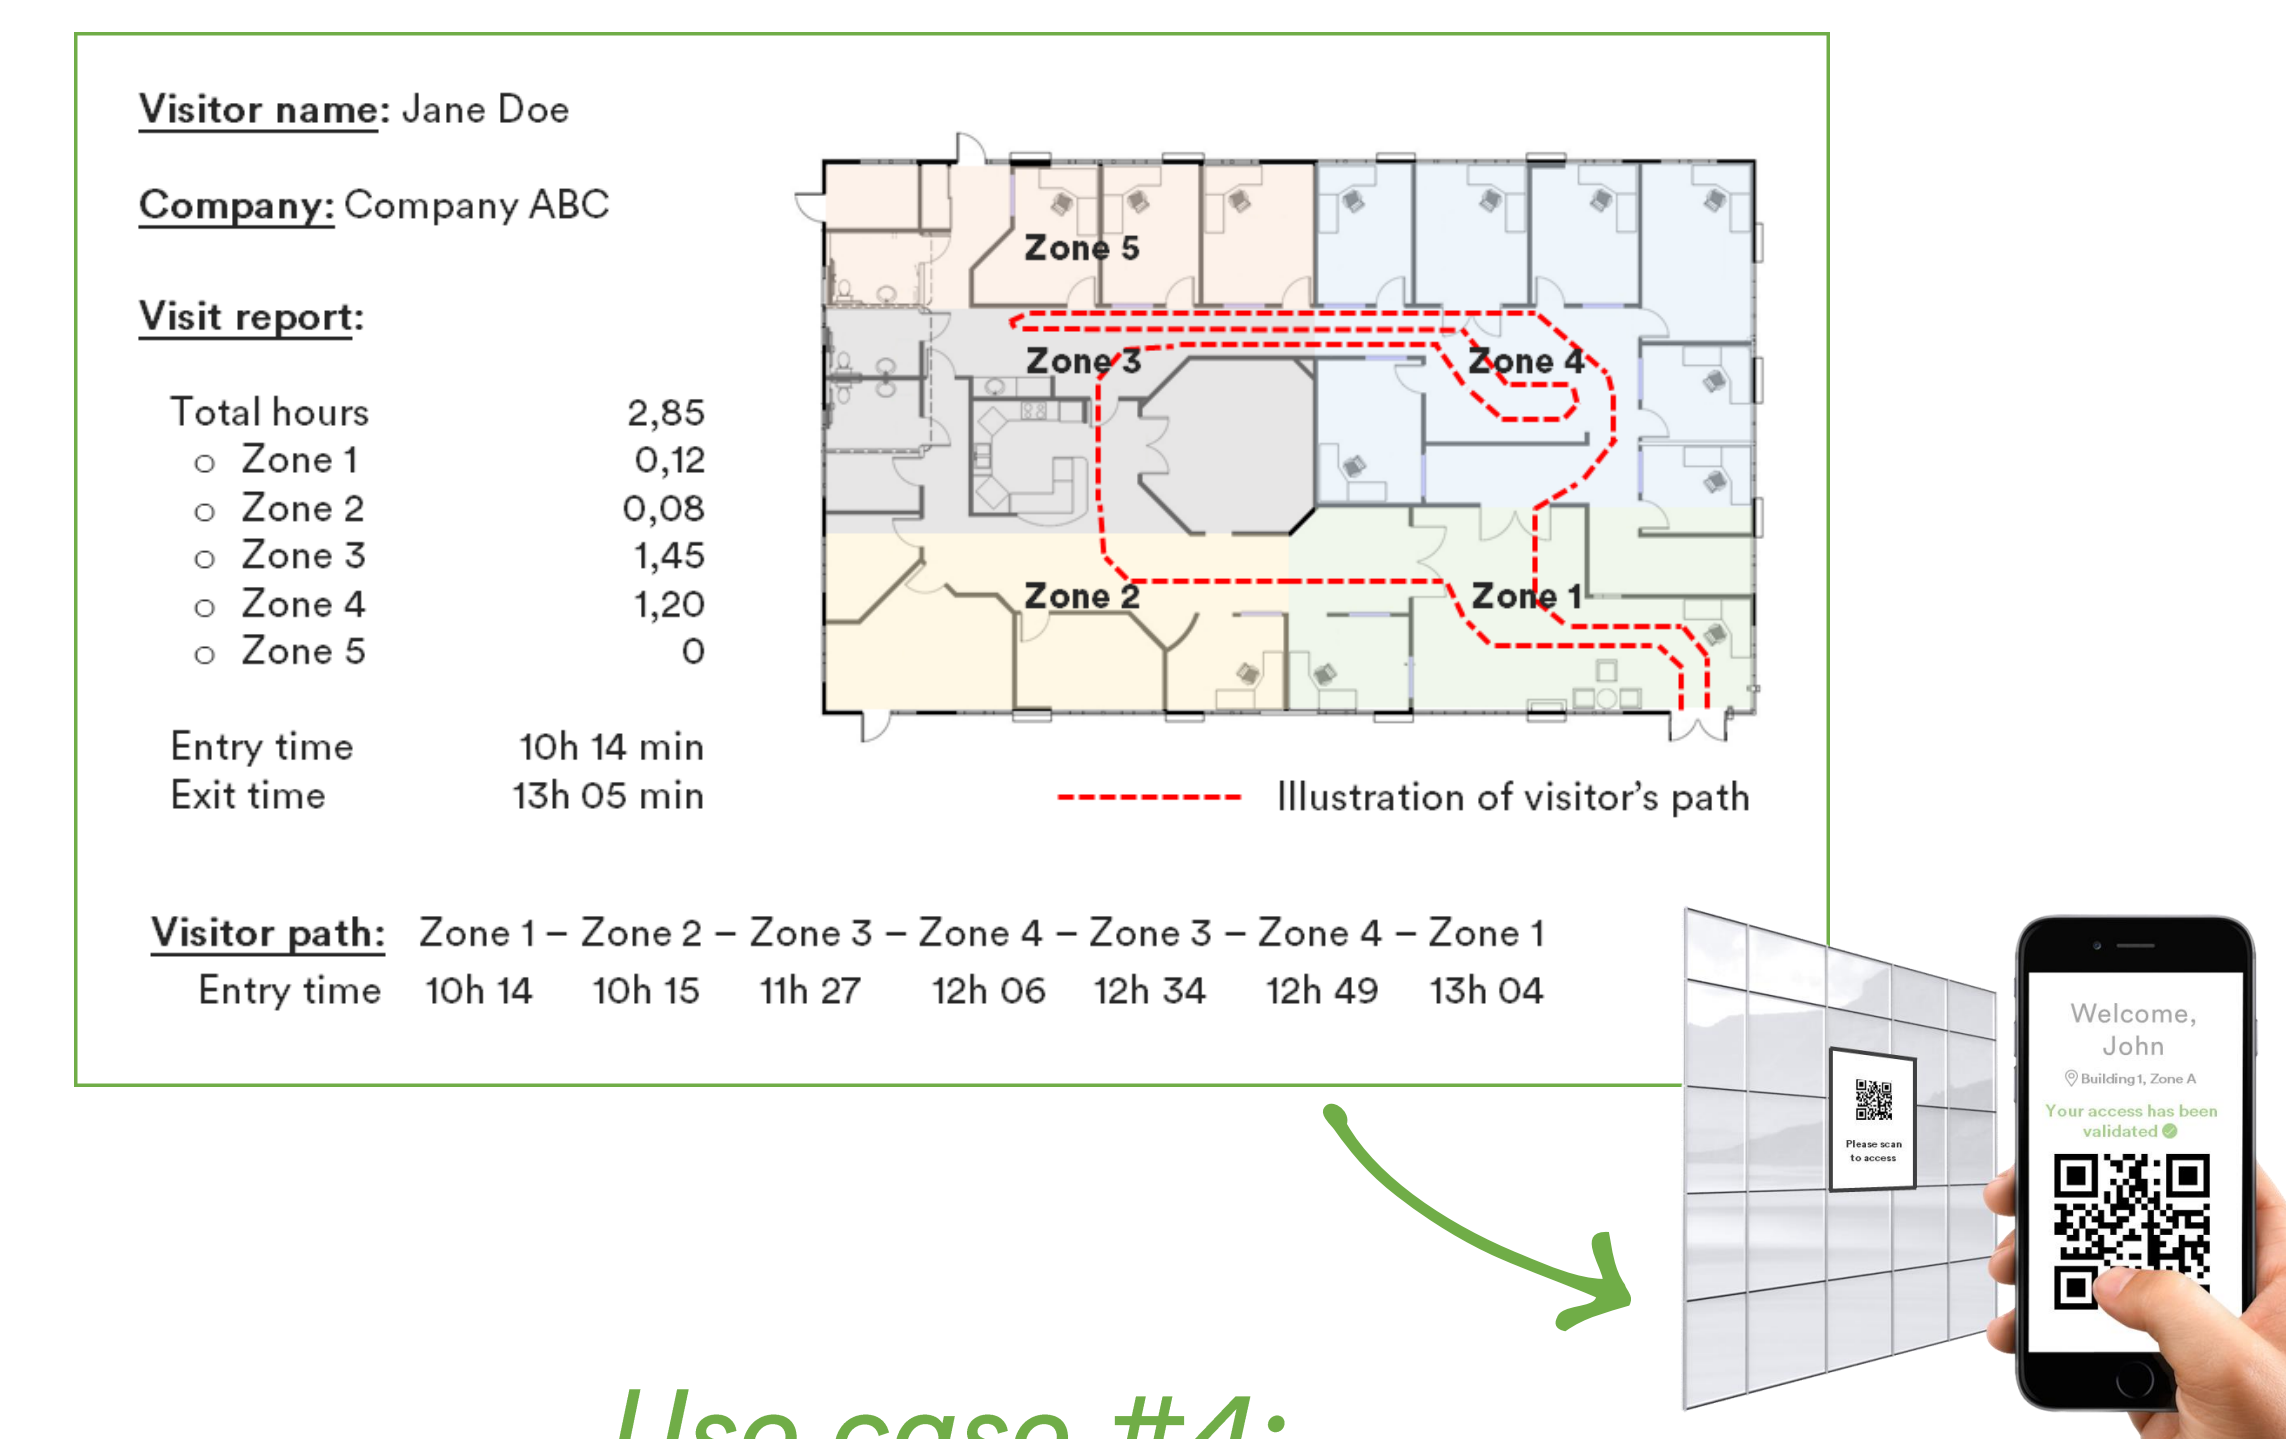 Visitor name: Jane Doe
Company: Company ABC
Visit report:
Total hours 2,85
Zone 1 0,12
Zone 2 0,08
Zone 3 1,45
Zone 4 1,20
Zone 5 0
Entry time 10h 14 min
Exit time 13h 05 min
Zone 5
Zone 3
Zone 4
Zone 2
Zone 1
Illustration of visitor's path
Visitor path: Zone 1 – Zone 2 – Zone 3 – Zone 4 – Zone 3 – Zone 4 – Zone 1
Entry time 10h 14 10h 15 11h 27 12h 06 12h 34 12h 49 13h 04
Please scan
to access
Welcome,
John
Building 1, Zone A
Your access has been
validated
Use case #4: